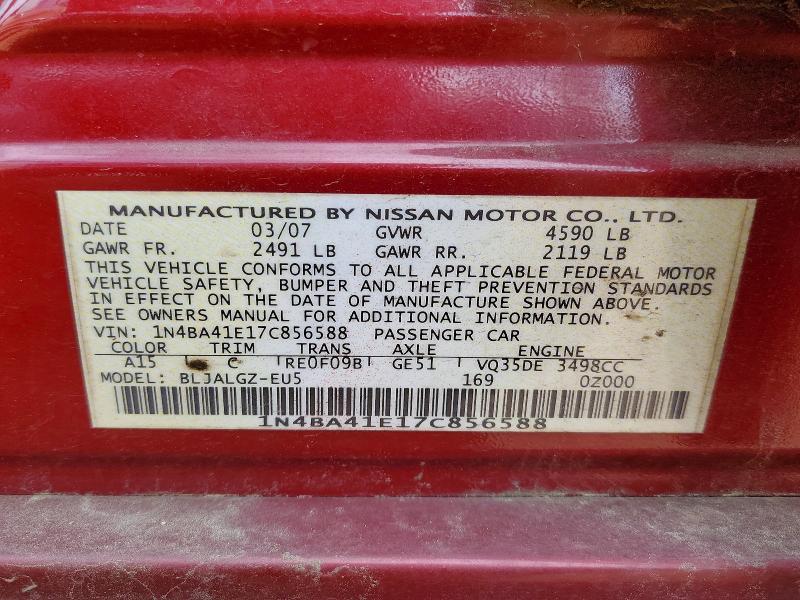 MANUFACTURED BY NISSAN MOTOR CO., LTD.
DATE 03/07 GVWR 4590 LB
GAWR FR. 2491 LB GAWR RR. 2119 LB
THIS VEHICLE CONFORMS TO ALL APPLICABLE FEDERAL MOTOR
VEHICLE SAFETY, BUMPER AND THEFT PREVENTION STANDARDS
IN EFFECT ON THE DATE OF MANUFACTURE SHOWN ABOVE.
SEE OWNERS MANUAL FOR ADDITIONAL INFORMATION.
VIN: 1N4BA41E17C856588 PASSENGER CAR
COLOR TRIM TRANS AXLE ENGINE
A15 C RE0F09B GE51 VQ35DE 3498CC
MODEL: BLJALGZ-EU5 169 0Z000
1N4BA41E17C856588